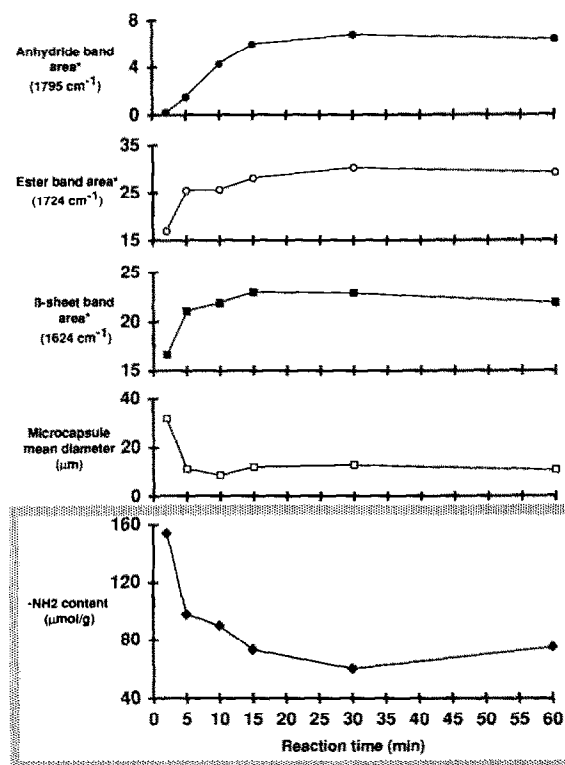 8
Anhydride band
area*
(1795 cm-1)
4
0
35
Ester band area*
(1724 cm-1)
25
15
25
ß-sheet band
area*
(1624 cm-1)
22
15
40
Microcapsule
mean diameter
(µm)
20
0
160
120
-NH2 content
(µmol/g)
80
40
0 5 10 15 20 25 30 35 40 45 50 55 60
Reaction time (min)